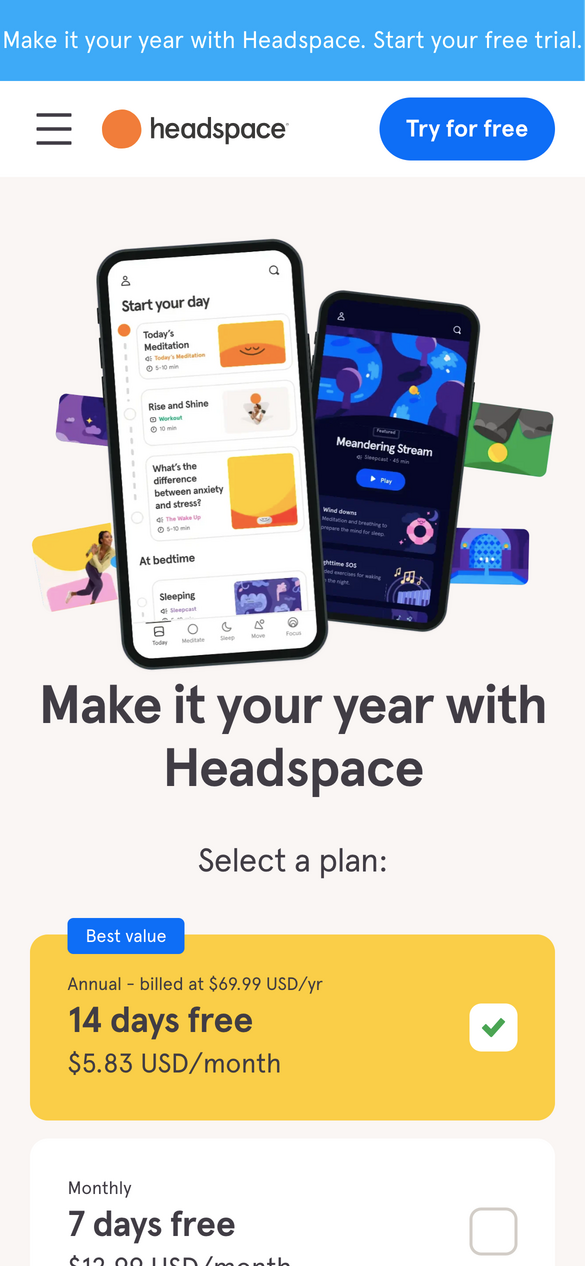 Make it your year with Headspace. Start your free trial.
headspace
Try for free
Start your day
Today's
Meditation
Today's Meditation
5-10 min
Rise and Shine
Workout
10 min
What's the
difference
between anxiety
and stress?
The Wake Up
5-10 min
At bedtime
Sleeping
Sleepcast
Today
Meditate
Sleep
Move
Focus
Featured
Meandering Stream
Sleepcast · 45 min
Play
Wind downs
Meditation and breathing to
prepare the mind for sleep.
ghttime SOS
ded exercises for waking
the night.
Make it your year with
Headspace
Select a plan:
Best value
Annual - billed at $69.99 USD/yr
14 days free
$5.83 USD/month
Monthly
7 days free
$12.99 USD/month